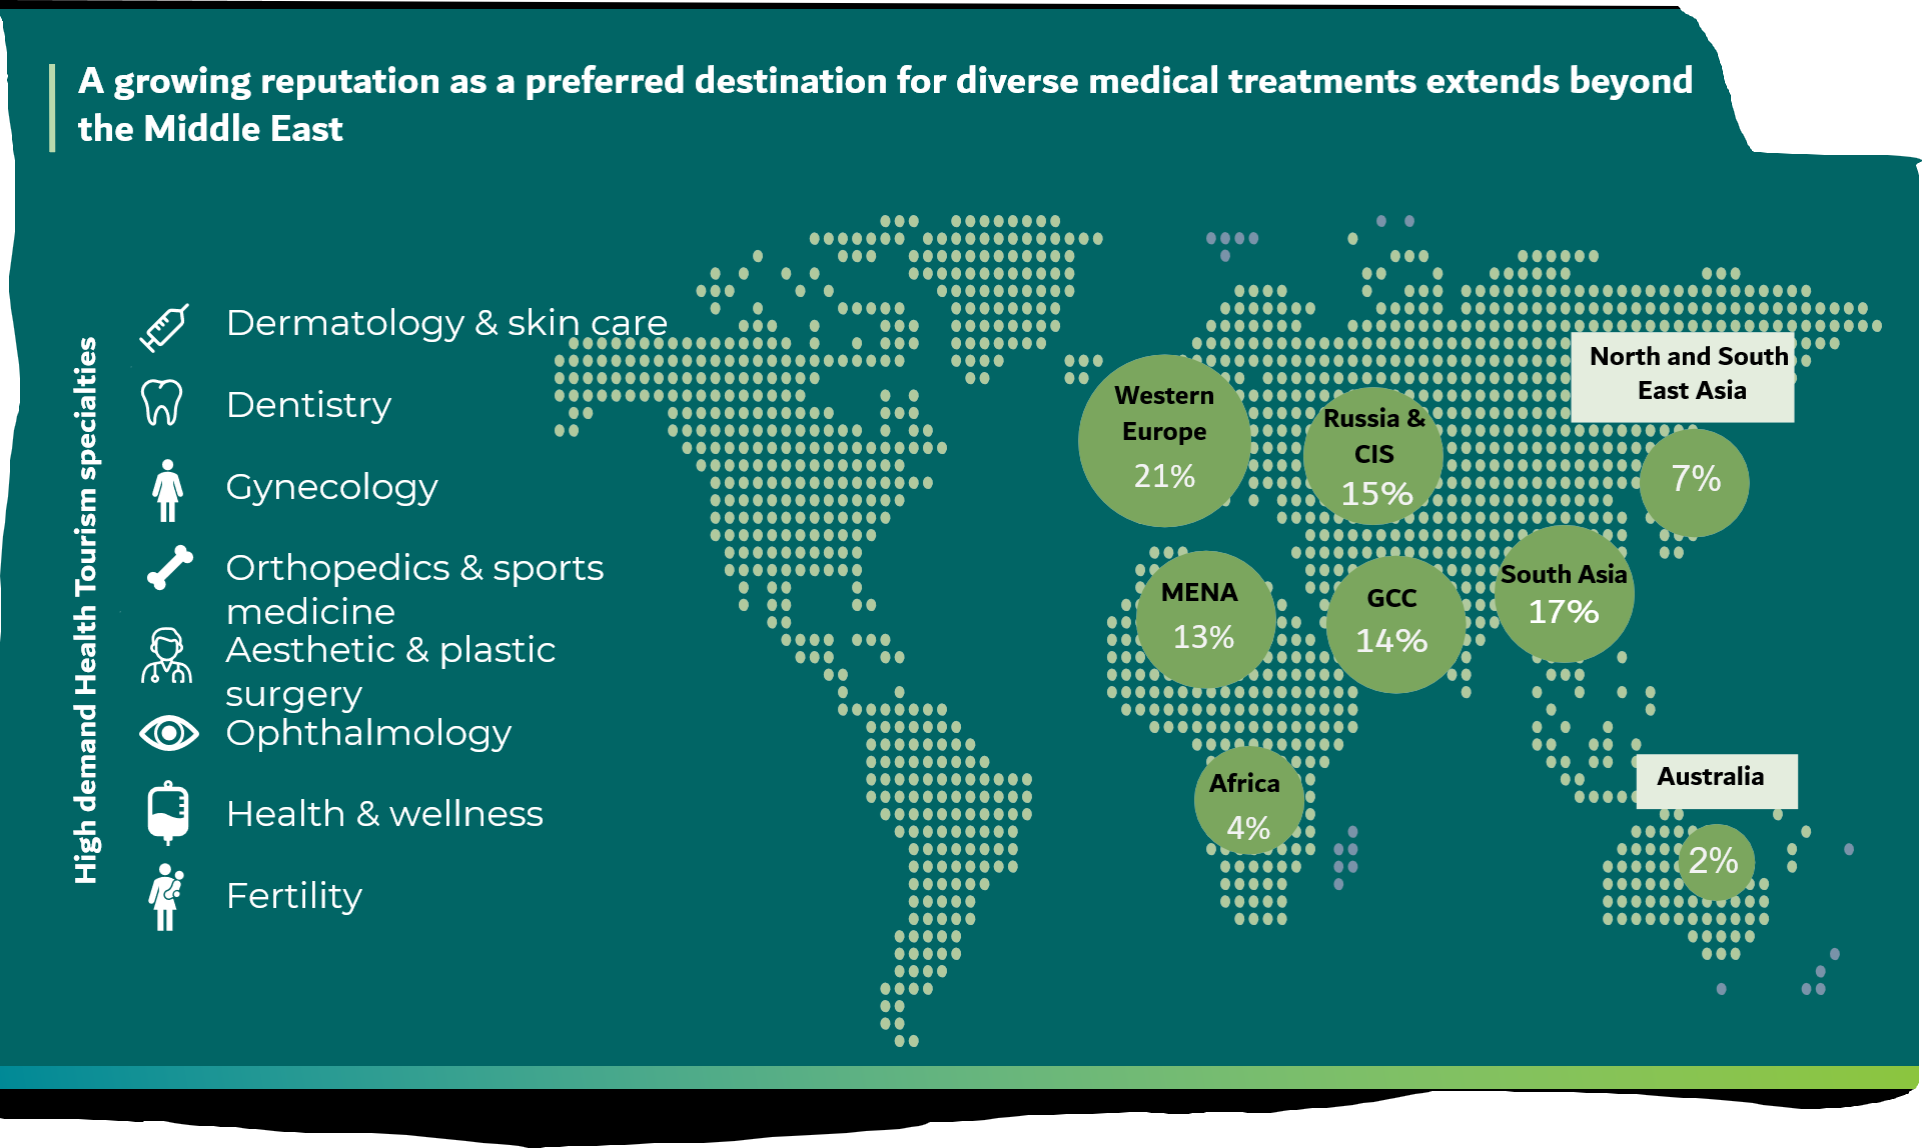 A growing reputation as a preferred destination for diverse medical treatments extends beyond
the Middle East
High demand Health Tourism specialties
Dermatology & skin care
Dentistry
Gynecology
Orthopedics & sports
medicine
Aesthetic & plastic
surgery
Ophthalmology
Health & wellness
Fertility
Western
Europe
21%
Russia &
CIS
15%
North and South
East Asia
7%
MENA
13%
GCC
14%
South Asia
17%
Africa
4%
Australia
2%